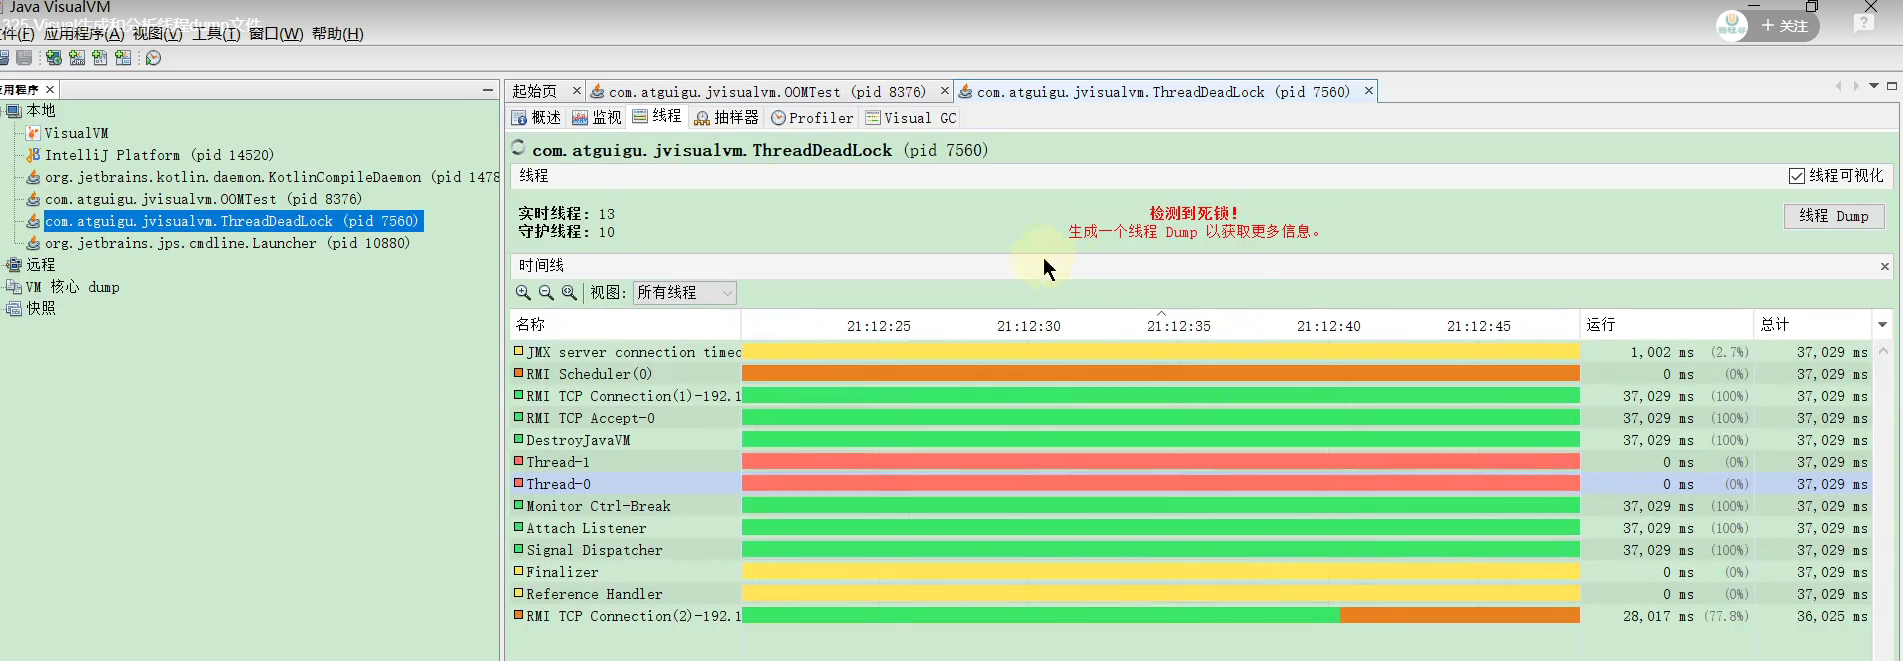 Java VisualVM
325_Visual生成和分析线程dump文件
件(F) 应用程序(A) 视图(V) 工具(T) 窗口(W) 帮助(H)
+ 关注
?
应用程序 ×
本地
VisualVM
IntelliJ Platform (pid 14520)
org.jetbrains.kotlin.daemon.KotlinCompileDaemon (pid 1478
com.atguigu.jvisualvm.OOMTest (pid 8376)
com.atguigu.jvisualvm.ThreadDeadLock (pid 7560)
org.jetbrains.jps.cmdline.Launcher (pid 10880)
远程
VM 核心 dump
快照
起始页 × com.atguigu.jvisualvm.OOMTest (pid 8376) × com.atguigu.jvisualvm.ThreadDeadLock (pid 7560) ×
概述 监视 线程 抽样器 Profiler Visual GC
com.atguigu.jvisualvm.ThreadDeadLock (pid 7560)
线程 线程可视化
实时线程: 13
守护线程: 10
检测到死锁!
生成一个线程 Dump 以获取更多信息。
线程 Dump
时间线
视图: 所有线程
名称 21:12:25 21:12:30 21:12:35 21:12:40 21:12:45 运行 总计
JMX server connection timeo 1,002 ms (2.7%) 37,029 ms
RMI Scheduler(0) 0 ms (0%) 37,029 ms
RMI TCP Connection(1)-192.1 37,029 ms (100%) 37,029 ms
RMI TCP Accept-0 37,029 ms (100%) 37,029 ms
DestroyJavaVM 37,029 ms (100%) 37,029 ms
Thread-1 0 ms (0%) 37,029 ms
Thread-0 0 ms (0%) 37,029 ms
Monitor Ctrl-Break 37,029 ms (100%) 37,029 ms
Attach Listener 37,029 ms (100%) 37,029 ms
Signal Dispatcher 37,029 ms (100%) 37,029 ms
Finalizer 0 ms (0%) 37,029 ms
Reference Handler 0 ms (0%) 37,029 ms
RMI TCP Connection(2)-192.1 28,017 ms (77.8%) 36,025 ms